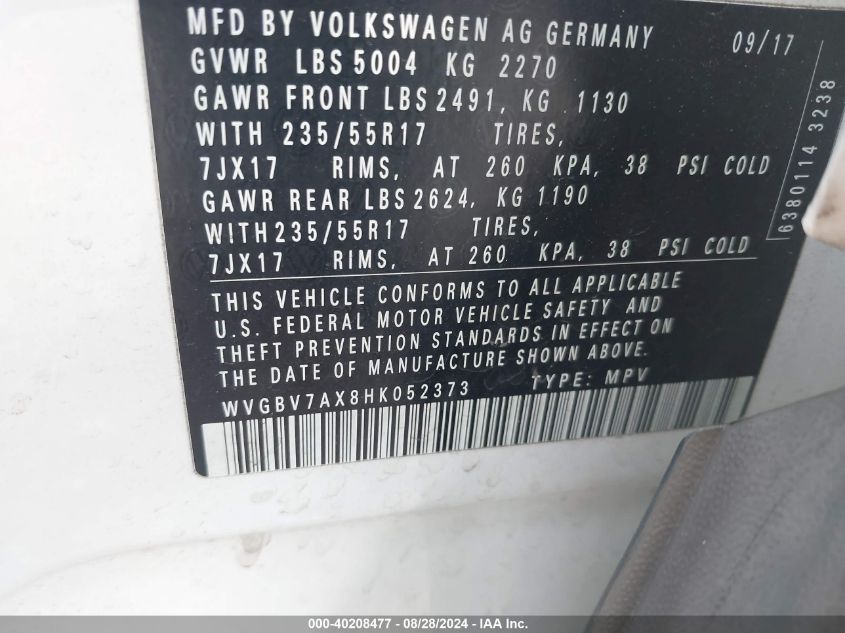 MFD BY VOLKSWAGEN AG GERMANY 09/17
GVWR LBS 5004 KG 2270
GAWR FRONT LBS 2491, KG 1130
WITH 235/55R17 TIRES,
7JX17 RIMS, AT 260 KPA, 38 PSI COLD
GAWR REAR LBS 2624, KG 1190
WITH 235/55R17 TIRES,
7JX17 RIMS, AT 260 KPA, 38 PSI COLD
THIS VEHICLE CONFORMS TO ALL APPLICABLE
U.S. FEDERAL MOTOR VEHICLE SAFETY AND
THEFT PREVENTION STANDARDS IN EFFECT ON
THE DATE OF MANUFACTURE SHOWN ABOVE.
WVGBV7AX8HK052373 TYPE: MPV
6380114 3238
000-40208477 - 08/28/2024 - IAA Inc.